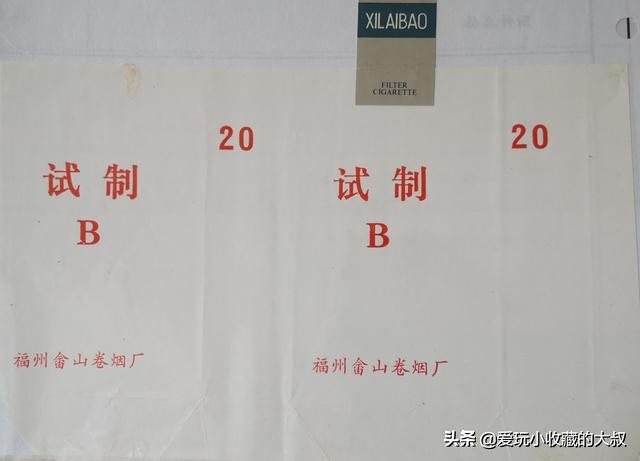 XILAIBAO
FILTER
CIGARETTE
20
20
试制
试制
B
B
福州畲山卷烟厂
福州畲山卷烟厂
头条 @爱玩小收藏的大叔